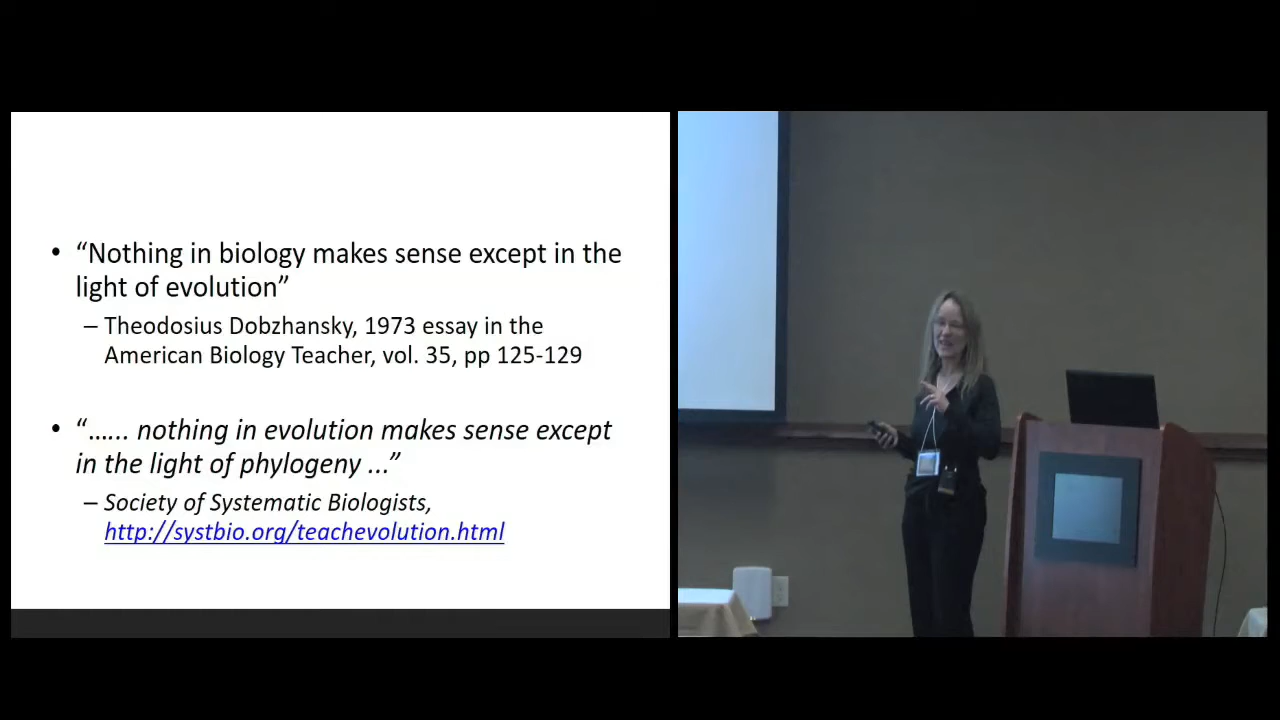 • “Nothing in biology makes sense except in the
light of evolution”
– Theodosius Dobzhansky, 1973 essay in the
American Biology Teacher, vol. 35, pp 125-129
• “…... nothing in evolution makes sense except
in the light of phylogeny ...”
– Society of Systematic Biologists,
http://systbio.org/teachevolution.html